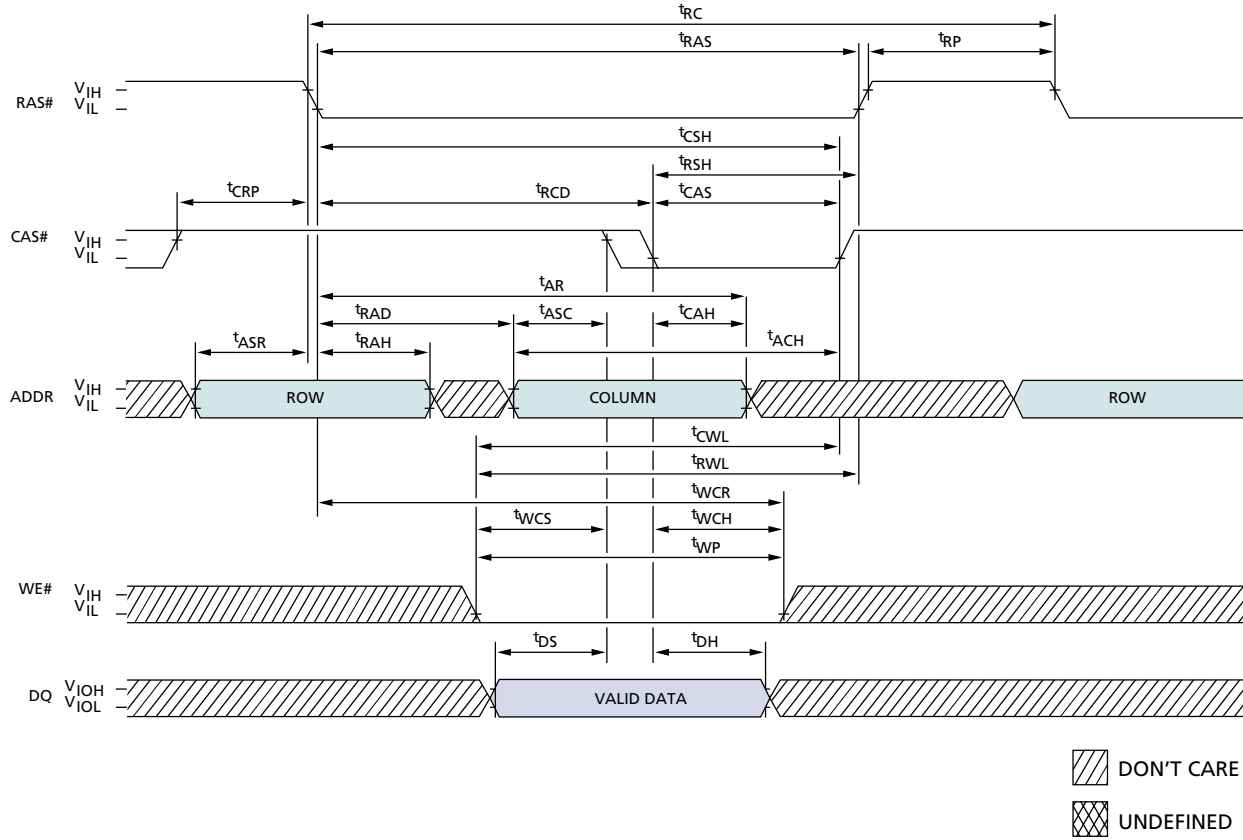 tRC
tRAS tRP
RAS# VIH
VIL
tCSH
tRSH
tCRP tRCD tCAS
CAS# VIH
VIL
tAR
tRAD tASC tCAH
tASR tRAH tACH
ADDR VIH
VIL
ROW COLUMN ROW
tCWL
tRWL
tWCR
tWCS tWCH
tWP
WE# VIH
VIL
tDS tDH
DQ VIOH
VIOL
VALID DATA
DON'T CARE
UNDEFINED